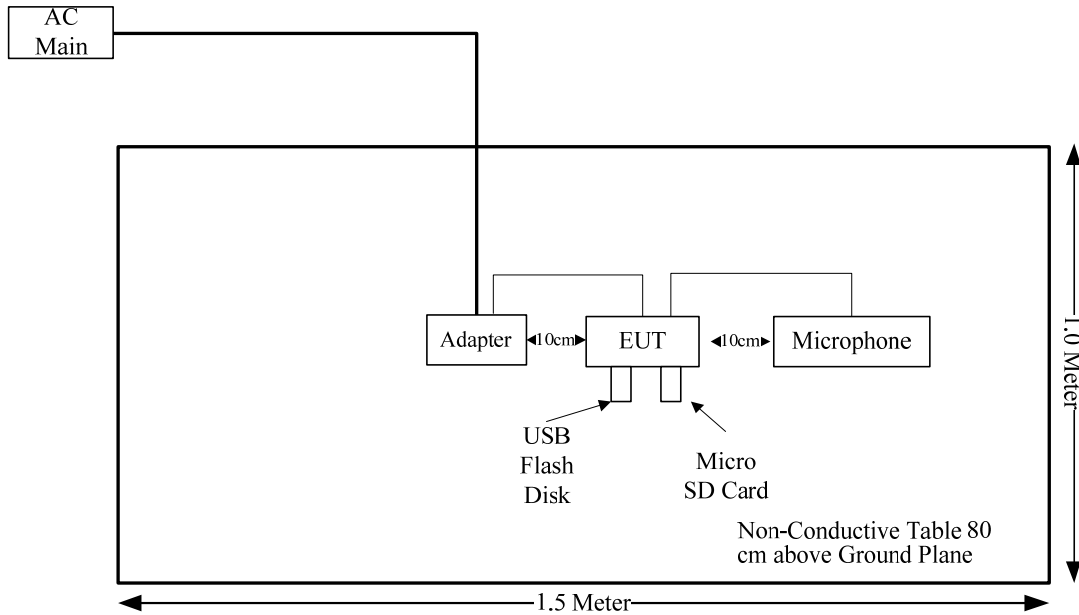 AC
Main
Adapter
10cm
EUT
10cm
Microphone
USB
Flash
Disk
Micro
SD Card
Non-Conductive Table 80
cm above Ground Plane
1.0 Meter
1.5 Meter